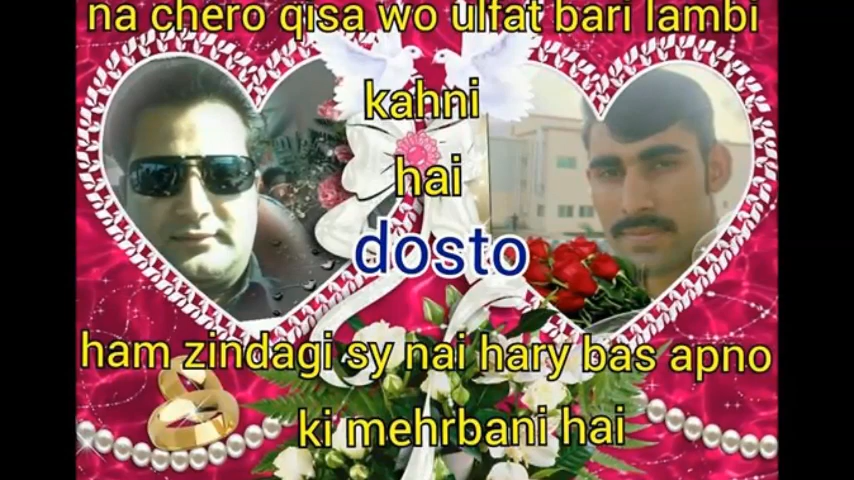 na chero qisa wo ulfat bari lambi
kahni
hai
dosto
ham zindagi sy nai hary bas apno
ki mehrbani hai